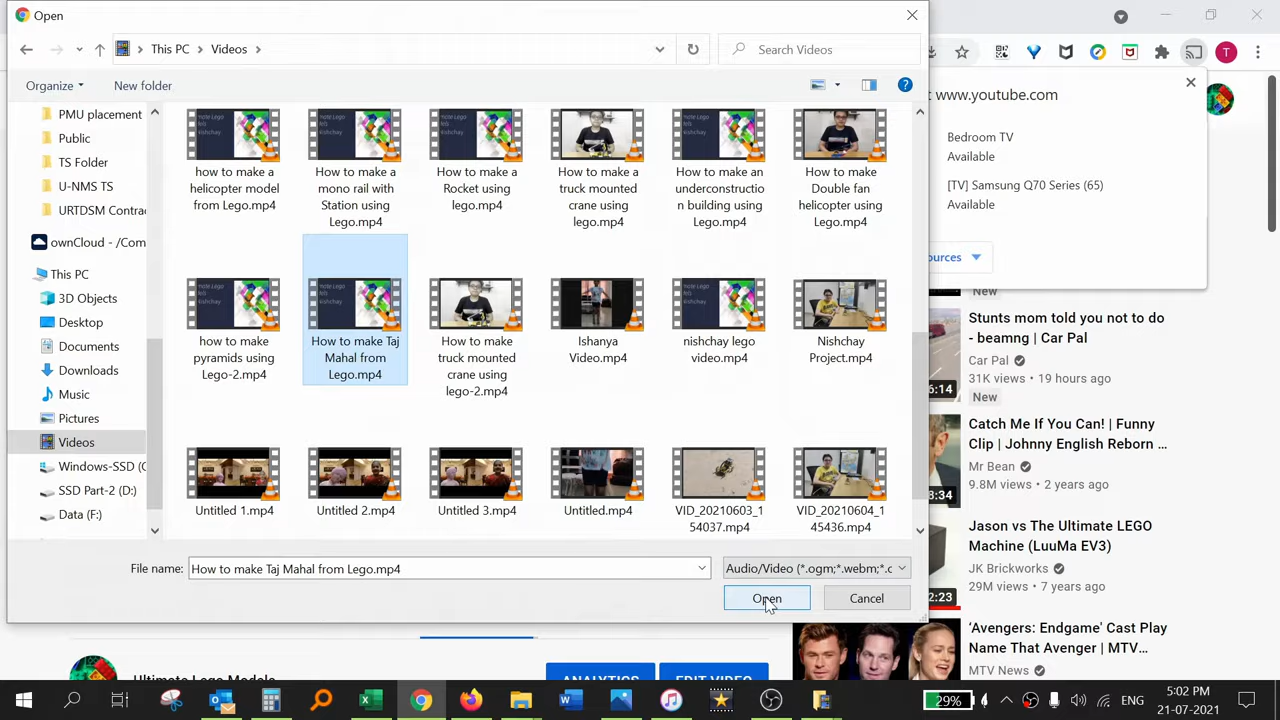 Open
This PC
Videos
Search Videos
Organize
New folder
PMU placement
Public
TS Folder
U-NMS TS
URTDSM Contra
ownCloud - /Com
This PC
3D Objects
Desktop
Documents
Downloads
Music
Pictures
Videos
Windows-SSD (C
SSD Part-2 (D:)
Data (F:)
how to make a
helicopter model
from Lego.mp4
How to make a
mono rail with
Station using
Lego.mp4
How to make a
Rocket using
lego.mp4
How to make a
truck mounted
crane using
lego.mp4
How to make an
underconstructio
n building using
Lego.mp4
How to make
Double fan
helicopter using
Lego.mp4
how to make
pyramids using
Lego-2.mp4
How to make Taj
Mahal from
Lego.mp4
How to make
truck mounted
crane using
lego-2.mp4
Ishanya
Video.mp4
nishchay lego
video.mp4
Nishchay
Project.mp4
Untitled 1.mp4
Untitled 2.mp4
Untitled 3.mp4
Untitled.mp4
VID_20210603_1
54037.mp4
VID_20210604_1
45436.mp4
File name:
How to make Taj Mahal from Lego.mp4
Audio/Video (*.ogm;*.webm;*.c
Open
Cancel
T
t www.youtube.com
Bedroom TV
Available
[TV] Samsung Q70 Series (65)
Available
ources
New
Stunts mom told you not to do
- beamng | Car Pal
Car Pal
31K views • 19 hours ago
New
6:14
Catch Me If You Can! | Funny
Clip | Johnny English Reborn ...
Mr Bean
9.8M views • 2 years ago
8:34
Jason vs The Ultimate LEGO
Machine (LuuMa EV3)
JK Brickworks
29M views • 7 years ago
2:23
‘Avengers: Endgame' Cast Play
Name That Avenger | MTV...
MTV News
Ultimate Lego Models
ANALYTICS
EDIT VIDEO
29%
ENG
5:02 PM
21-07-2021